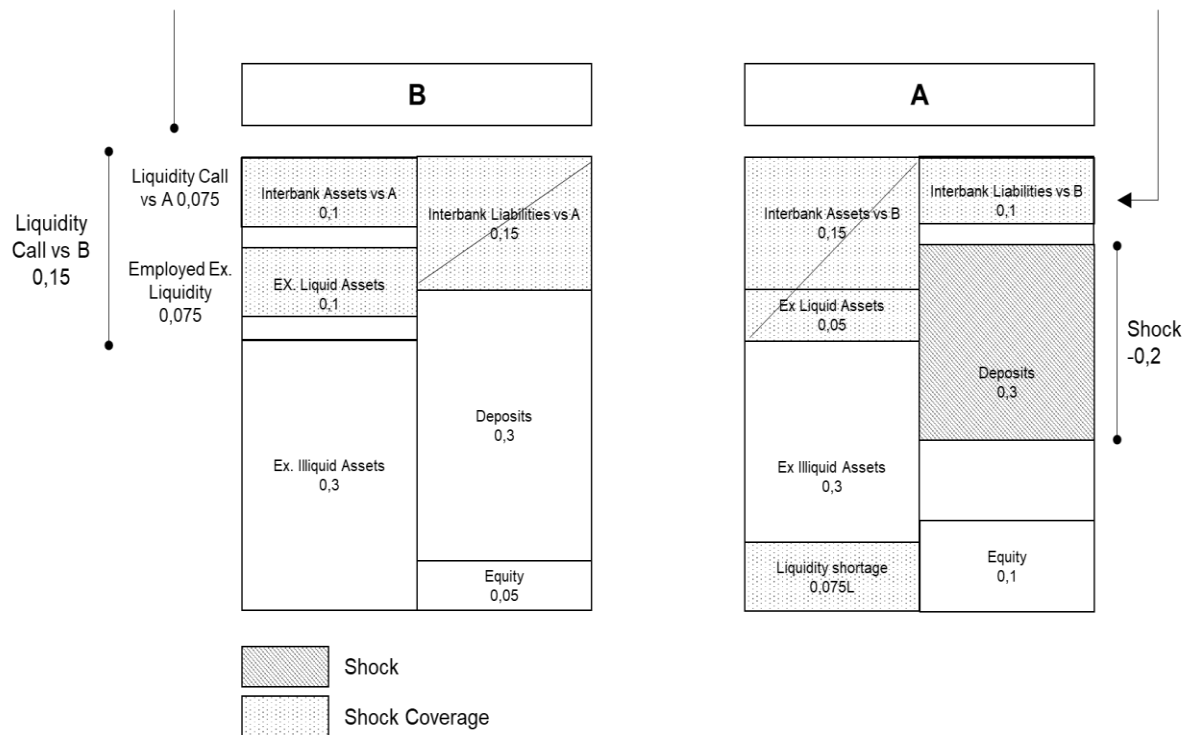 B
A
Liquidity
Call vs B
0,15
Liquidity Call
vs A 0,075
Employed Ex.
Liquidity
0,075
Interbank Assets vs A
0,1
EX. Liquid Assets
0,1
Ex. Illiquid Assets
0,3
Interbank Liabilities vs A
0,15
Deposits
0,3
Equity
0,05
Interbank Assets vs B
0,15
Ex Liquid Assets
0,05
Ex Illiquid Assets
0,3
Liquidity shortage
0,075L
Interbank Liabilities vs B
0,1
Deposits
0,3
Equity
0,1
Shock
-0,2
Shock
Shock Coverage